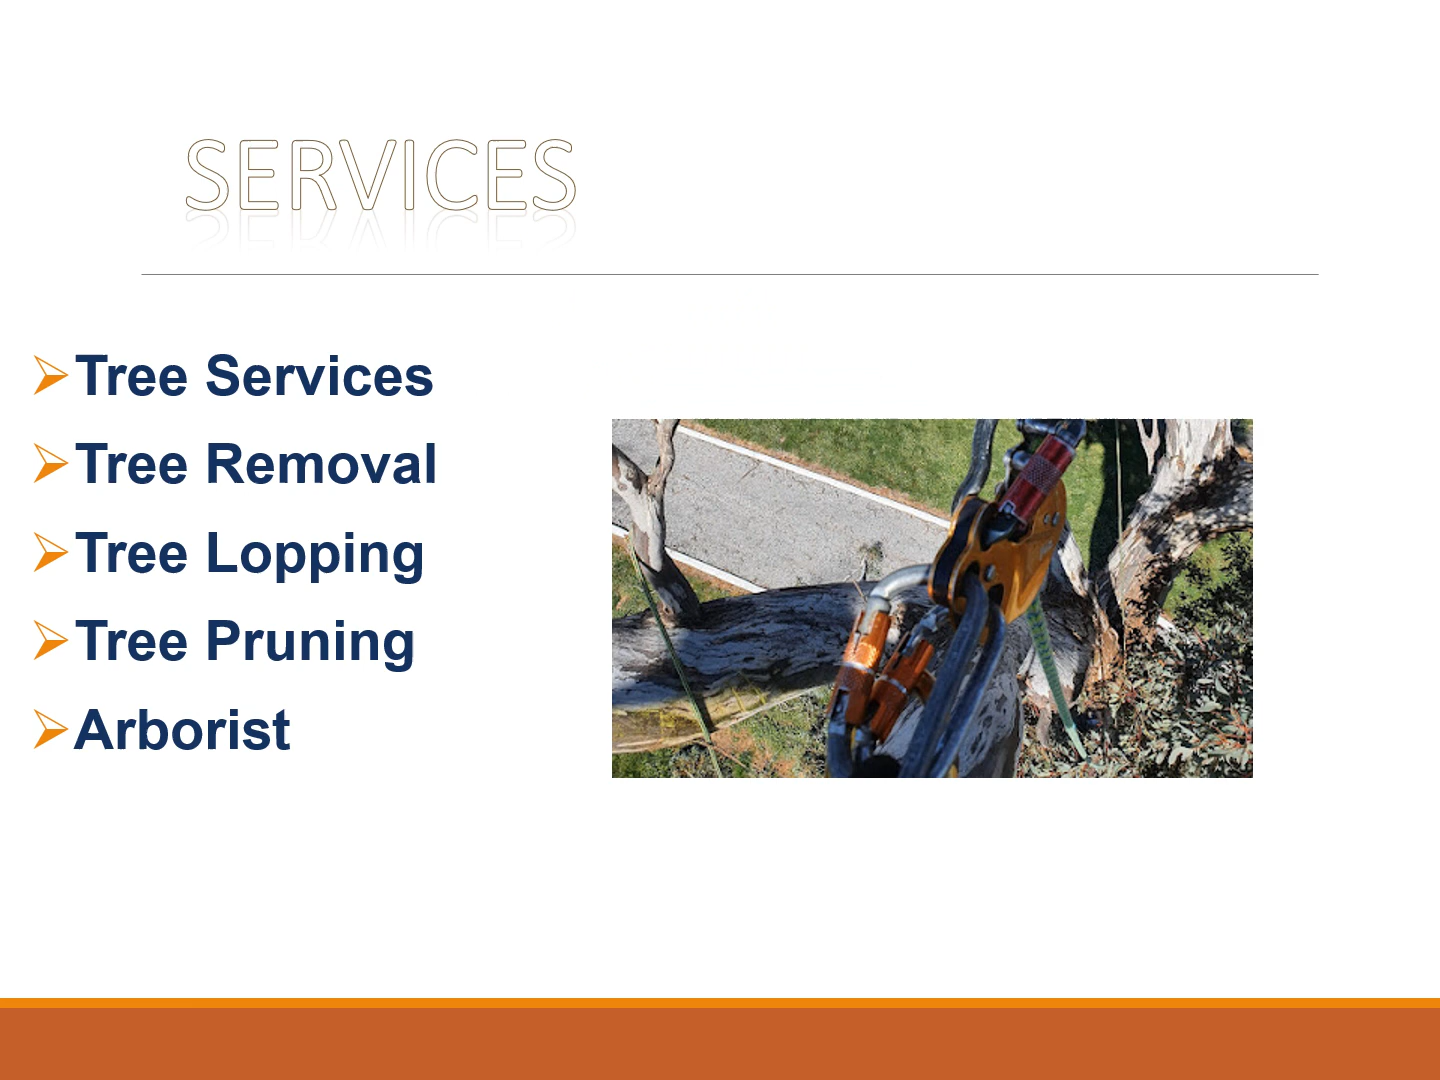 SERVICES
Tree Services
Tree Removal
Tree Lopping
Tree Pruning
Arborist